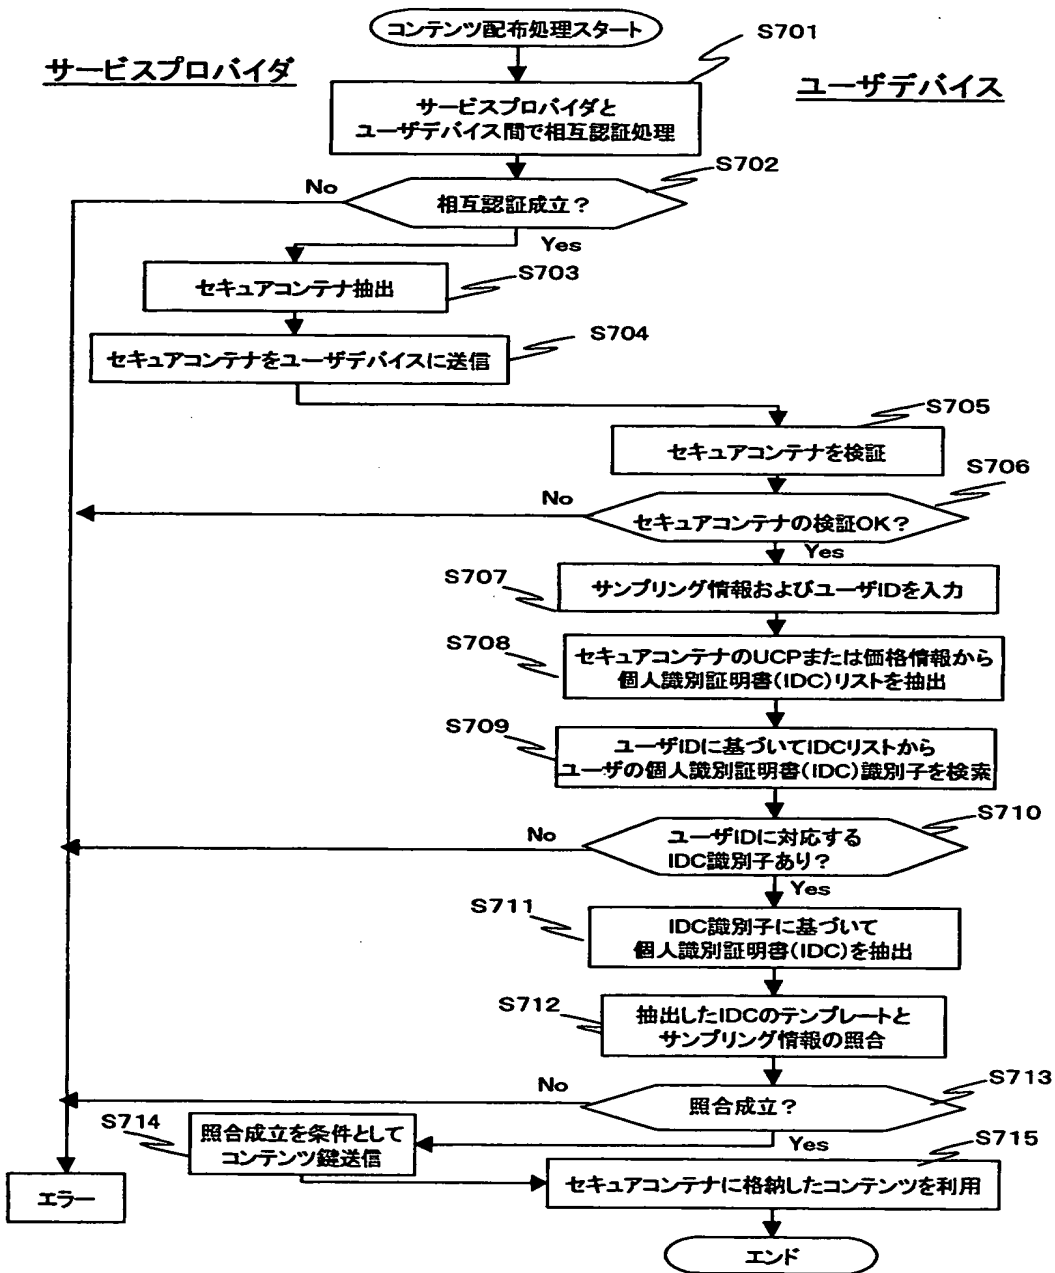 コンテンツ配布処理スタート
S701
サービスプロバイダ
ユーザデバイス
サービスプロバイダと
ユーザデバイス間で相互認証処理
S702
No
相互認証成立？
Yes
S703
セキュアコンテナ抽出
S704
セキュアコンテナをユーザデバイスに送信
S705
セキュアコンテナを検証
S706
No
セキュアコンテナの検証OK？
Yes
S707
サンプリング情報およびユーザIDを入力
S708
セキュアコンテナのUCPまたは価格情報から
個人識別証明書(IDC)リストを抽出
S709
ユーザIDに基づいてIDCリストから
ユーザの個人識別証明書(IDC)識別子を検索
S710
No
ユーザIDに対応する
IDC識別子あり？
Yes
S711
IDC識別子に基づいて
個人識別証明書(IDC)を抽出
S712
抽出したIDCのテンプレートと
サンプリング情報の照合
S713
No
照合成立？
Yes
S714
照合成立を条件として
コンテンツ鍵送信
S715
セキュアコンテナに格納したコンテンツを利用
エラー
エンド